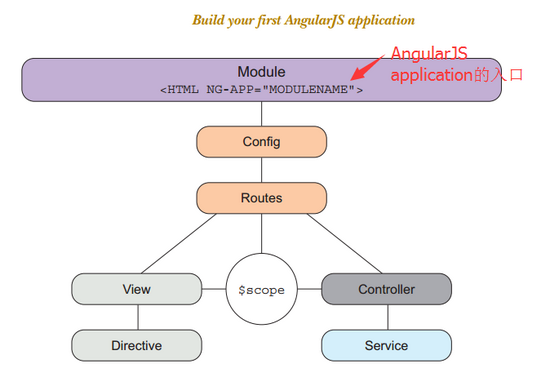 Build your first AngularJS application
AngularJS
application的入口
Module
<HTML NG-APP="MODULENAME">
Config
Routes
View
$scope
Controller
Directive
Service